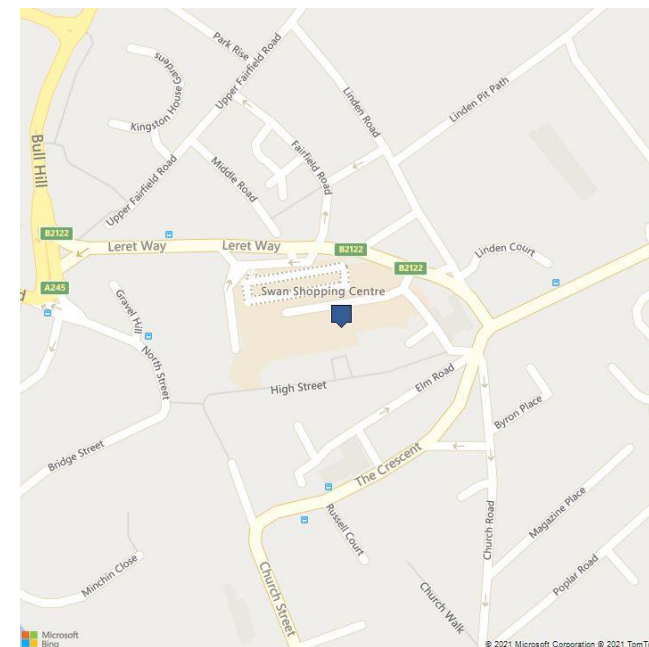 Park Rise
Upper Fairfield Road
Kingston House Gardens
Linden Road
Linden Pit Path
Bull Hill
Fairfield Road
Middle Road
Upper Fairfield Road
B2122
Leret Way
Leret Way
B2122
B2122
Linden Court
A245
Swan Shopping Centre
Gravel Hill
North Street
High Street
Elm Road
Byron Place
Bridge Street
The Crescent
Magazine Place
Russell Court
Church Road
Poplar Road
Minchin Close
Church Street
Church Walk
Microsoft
Bing
© 2021 Microsoft Corporation © 2021 TomT